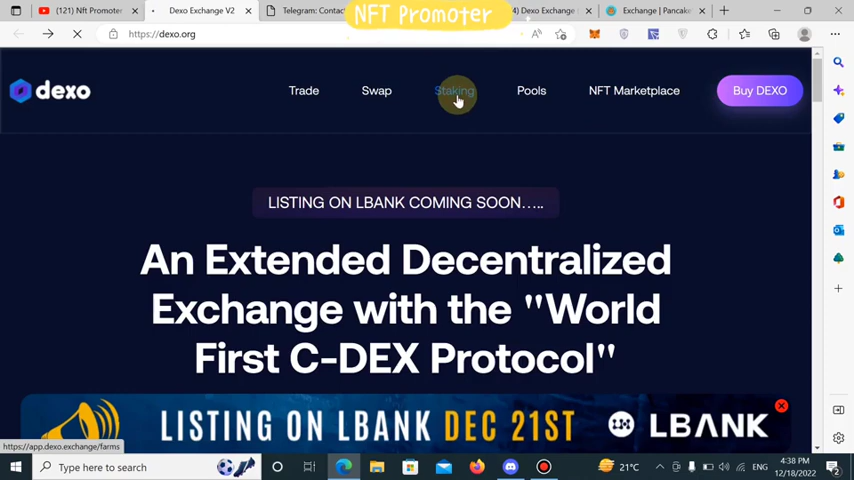 NFT Promoter
(121) Nft Promoter
Dexo Exchange V2
Telegram: Contac
4) Dexo Exchange
Exchange | Pancak
https://dexo.org
dexo
Trade
Swap
Staking
Pools
NFT Marketplace
Buy DEXO
LISTING ON LBANK COMING SOON.....
An Extended Decentralized
Exchange with the "World
First C-DEX Protocol"
LISTING ON LBANK DEC 21ST
LBANK
https://app.dexo.exchange/farms
Type here to search
21°C
ENG
4:38 PM
12/18/2022
2